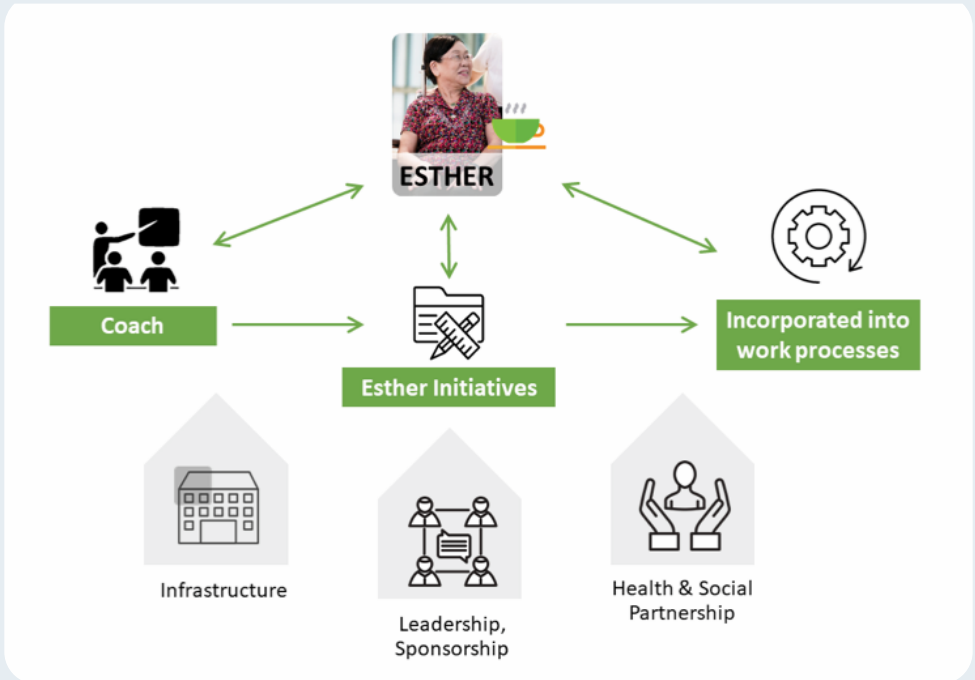 ESTHER
Coach
Esther Initiatives
Incorporated into
work processes
Infrastructure
Leadership,
Sponsorship
Health & Social
Partnership